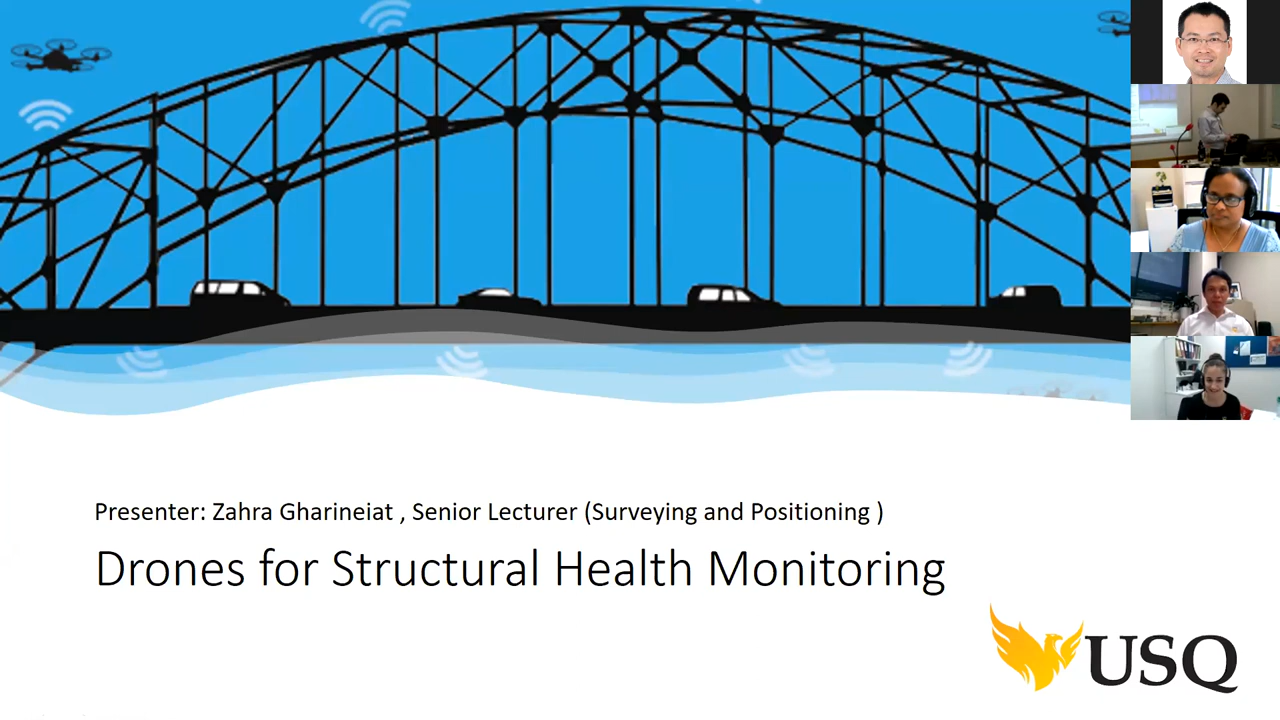 Presenter: Zahra Gharineiat , Senior Lecturer (Surveying and Positioning )
Drones for Structural Health Monitoring
USQ